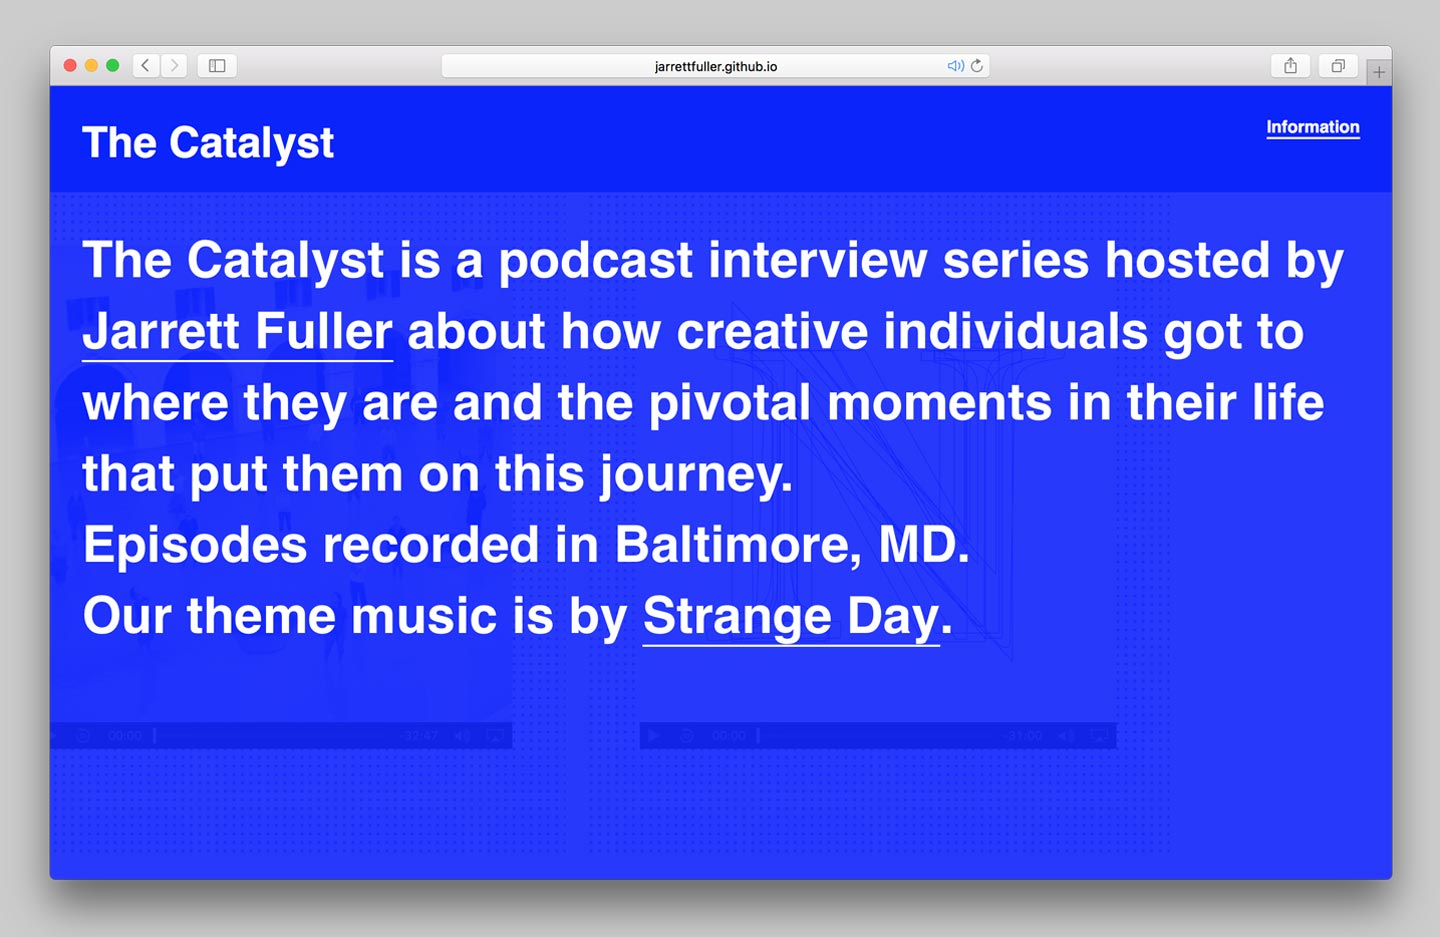 jarrettfuller.github.io
The Catalyst
Information
The Catalyst is a podcast interview series hosted by
Jarrett Fuller about how creative individuals got to
where they are and the pivotal moments in their life
that put them on this journey.
Episodes recorded in Baltimore, MD.
Our theme music is by Strange Day.
00:00 -32:47
00:00 -31:00